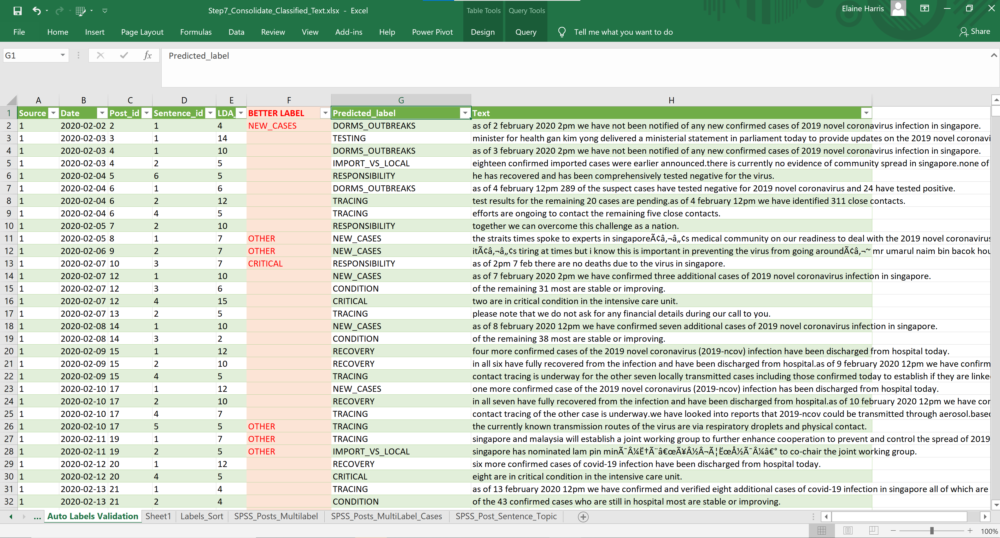 Step7_Consolidate_Classified_Text.xlsx - Excel
Table Tools Query Tools
Elaine Harris
File Home Insert Page Layout Formulas Data Review View Add-ins Help Power Pivot Design Query Tell me what you want to do Share
G1 fx Predicted_label
A B C D E F G H
1 Source Date Post_id Sentence_id LDA_ BETTER LABEL Predicted_label Text
2 1 2020-02-02 2 1 4 NEW_CASES DORMS_OUTBREAKS as of 2 february 2020 2pm we have not been notified of any new confirmed cases of 2019 novel coronavirus infection in singapore.
3 1 2020-02-03 3 1 14 TESTING minister for health gan kim yong delivered a ministerial statement in parliament today to provide updates on the 2019 novel coronavi
4 1 2020-02-03 4 1 10 DORMS_OUTBREAKS as of 3 february 2020 2pm we have not been notified of any new confirmed cases of 2019 novel coronavirus infection in singapore.
5 1 2020-02-03 4 2 5 IMPORT_VS_LOCAL eighteen confirmed imported cases were earlier announced.there is currently no evidence of community spread in singapore.none of
6 1 2020-02-04 5 6 5 RESPONSIBILITY he has recovered and has been comprehensively tested negative for the virus.
7 1 2020-02-04 6 1 6 DORMS_OUTBREAKS as of 4 february 12pm 289 of the suspect cases have tested negative for 2019 novel coronavirus and 24 have tested positive.
8 1 2020-02-04 6 2 12 TRACING test results for the remaining 20 cases are pending.as of 4 february 12pm we have identified 311 close contacts.
9 1 2020-02-04 6 4 5 TRACING efforts are ongoing to contact the remaining five close contacts.
10 1 2020-02-05 7 2 10 RESPONSIBILITY together we can overcome this challenge as a nation.
11 1 2020-02-05 8 1 7 OTHER NEW_CASES the straits times spoke to experts in singaporeÃ¢â‚¬â„¢s medical community on our readiness to deal with the 2019 novel coronavirus
12 1 2020-02-06 9 2 7 OTHER NEW_CASES itÃ¢â‚¬â„¢s tiring at times but i know this is important in preventing the virus from going aroundÃ¢â‚¬~ mr umarul naim bin bacok hou
13 1 2020-02-07 10 3 7 CRITICAL RESPONSIBILITY as of 2pm 7 feb there are no deaths due to the virus in singapore.
14 1 2020-02-07 12 1 10 NEW_CASES as of 7 february 2020 2pm we have confirmed three additional cases of 2019 novel coronavirus infection in singapore.
15 1 2020-02-07 12 3 6 CONDITION of the remaining 31 most are stable or improving.
16 1 2020-02-07 12 4 15 CRITICAL two are in critical condition in the intensive care unit.
17 1 2020-02-07 13 2 5 TRACING please note that we do not ask for any financial details during our call to you.
18 1 2020-02-08 14 1 10 NEW_CASES as of 8 february 2020 12pm we have confirmed seven additional cases of 2019 novel coronavirus infection in singapore.
19 1 2020-02-08 14 3 2 CONDITION of the remaining 38 most are stable or improving.
20 1 2020-02-09 15 1 12 RECOVERY four more confirmed cases of the 2019 novel coronavirus (2019-ncov) infection have been discharged from hospital today.
21 1 2020-02-09 15 2 10 RECOVERY in all six have fully recovered from the infection and have been discharged from hospital.as of 9 february 2020 12pm we have confirm
22 1 2020-02-09 15 4 5 TRACING contact tracing is underway for the other seven locally transmitted cases including those confirmed today to establish if they are linke
23 1 2020-02-10 17 1 12 NEW_CASES one more confirmed case of the 2019 novel coronavirus (2019-ncov) infection has been discharged from hospital today.
24 1 2020-02-10 17 2 10 RECOVERY in all seven have fully recovered from the infection and have been discharged from hospital.as of 10 february 2020 12pm we have con
25 1 2020-02-10 17 4 7 TRACING contact tracing of the other case is underway.we have looked into reports that 2019-ncov could be transmitted through aerosol.base
26 1 2020-02-10 17 5 5 OTHER TRACING the currently known transmission routes of the virus are via respiratory droplets and physical contact.
27 1 2020-02-11 19 1 7 OTHER TRACING singapore and malaysia will establish a joint working group to further enhance cooperation to prevent and control the spread of 2019
28 1 2020-02-11 19 2 5 OTHER IMPORT_VS_LOCAL singapore has nominated lam pin to co-chair the joint working group.
29 1 2020-02-12 20 1 12 RECOVERY six more confirmed cases of covid-19 infection have been discharged from hospital today.
30 1 2020-02-12 20 4 5 CRITICAL eight are in critical condition in the intensive care unit.
31 1 2020-02-13 21 1 4 TRACING as of 13 february 2020 12pm we have confirmed and verified eight additional cases of covid-19 infection in singapore all of which are
32 1 2020-02-13 21 2 4 CONDITION of the 43 confirmed cases who are still in hospital most are stable or improving.
... Auto Labels Validation Sheet1 Labels_Sort SPSS_Posts_Multilabel SPSS_Posts_MultiLabel_Cases SPSS_Post_Sentence_Topic
100%